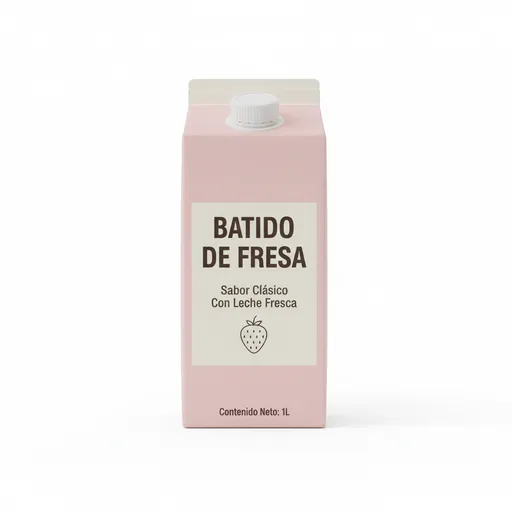 BATIDO
DE FRESA
Sabor Clásico
Con Leche Fresca
Contenido Neto: 1L